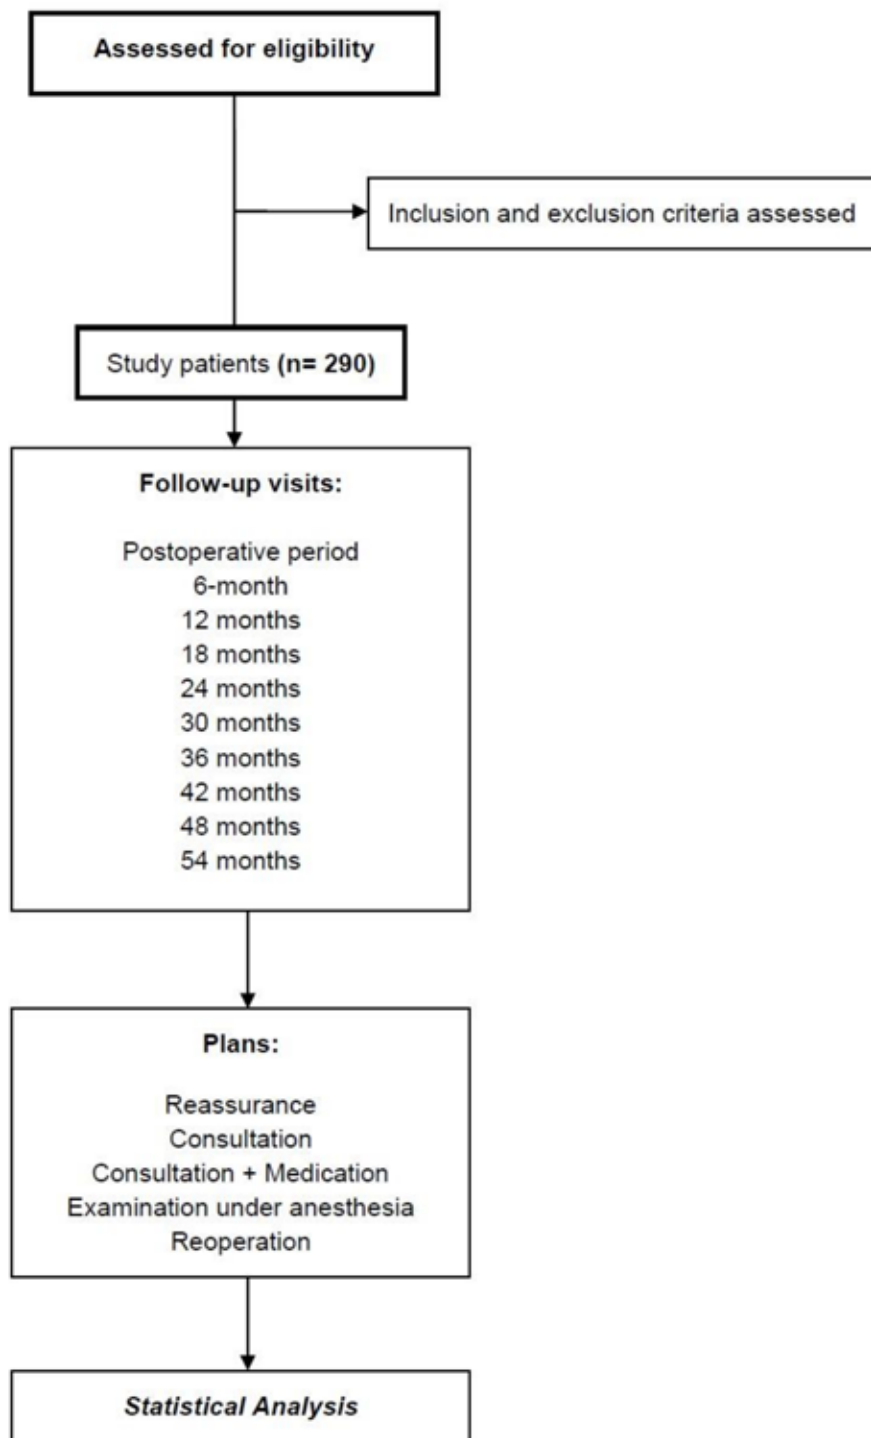 Assessed for eligibility
Inclusion and exclusion criteria assessed
Study patients (n= 290)
Follow-up visits:
Postoperative period
6-month
12 months
18 months
24 months
30 months
36 months
42 months
48 months
54 months
Plans:
Reassurance
Consultation
Consultation + Medication
Examination under anesthesia
Reoperation
Statistical Analysis